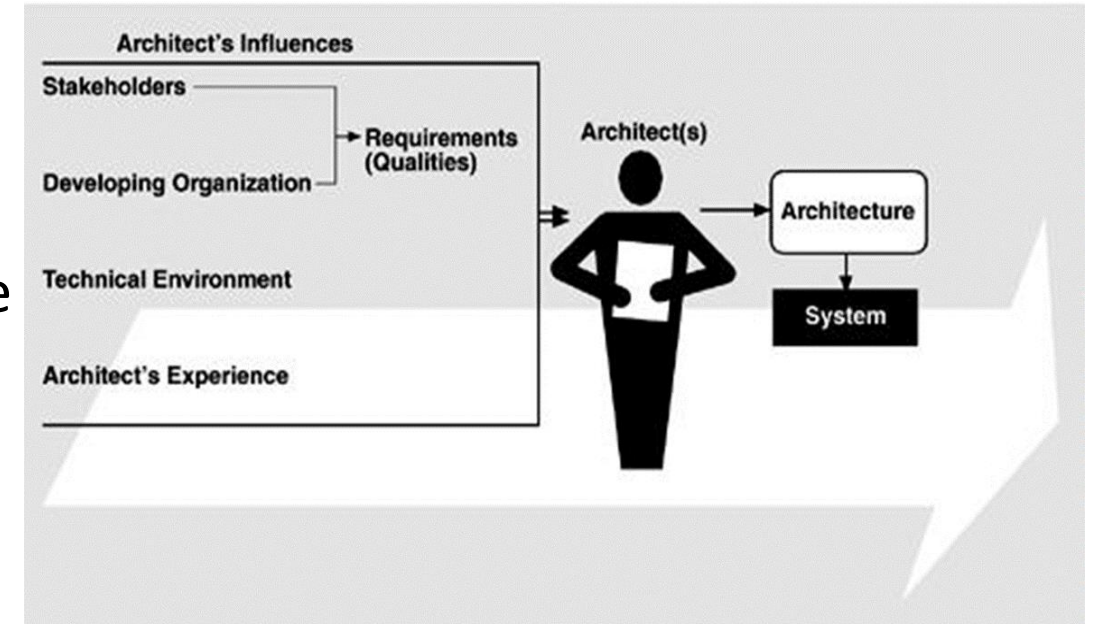 Architect's Influences
Stakeholders
Requirements
(Qualities)
Developing Organization
Technical Environment
Architect's Experience
Architect(s)
Architecture
System
e